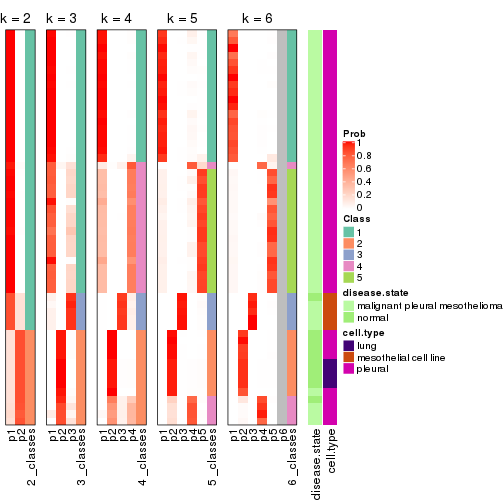 k = 2 k = 3 k = 4 k = 5 k = 6
Prob
1
0.8
0.6
0.4
0.2
0
Class
1
2
3
4
5
disease.state
malignant pleural mesothelioma
normal
cell.type
lung
mesothelial cell line
pleural
p1
p2
2_classes
p1
p2
p3
3_classes
p1
p2
p3
p4
4_classes
p1
p2
p3
p4
p5
5_classes
p1
p2
p3
p4
p5
p6
6_classes
disease.state
cell.type